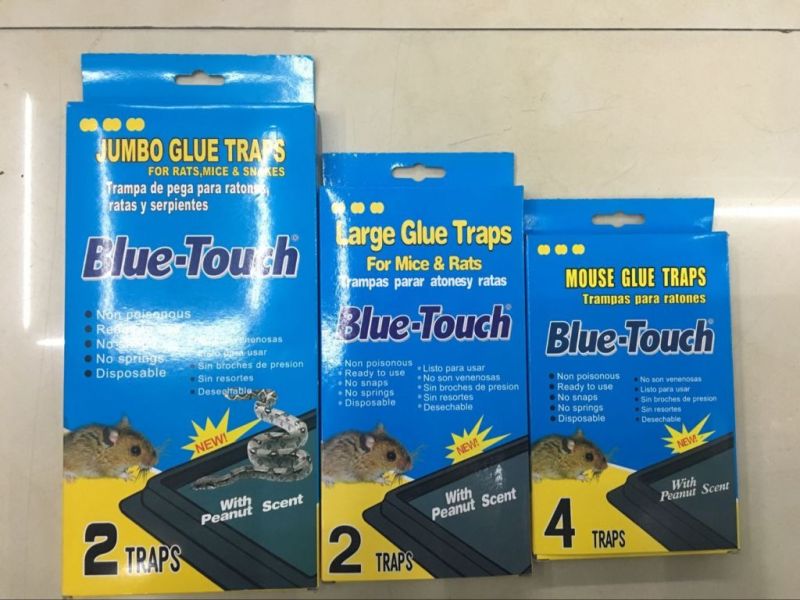 JUMBO GLUE TRAPS
FOR RATS,MICE & SNAKES
Trampa de pega para ratones,
ratas y serpientes
Blue-Touch®
Non poisonous
No springs
Disposable
Listo para usar
Sin broches de presion
Sin resortes
Desechable
NEW!
With
Peanut Scent
2 TRAPS
Large Glue Traps
For Mice & Rats
Trampas parar atonesy ratas
Blue-Touch®
Non poisonous
Ready to use
No snaps
No springs
Disposable
Listo para usar
No son venenosas
Sin broches de presion
Sin resortes
Desechable
NEW!
With
Peanut Scent
2 TRAPS
MOUSE GLUE TRAPS
Trampas para ratones
Blue-Touch®
Non poisonous
Ready to use
No snaps
No springs
Disposable
No son venenosas
Listo para usar
Sin broches de presion
Sin resortes
Desechable
NEW!
With
Peanut Scent
4 TRAPS